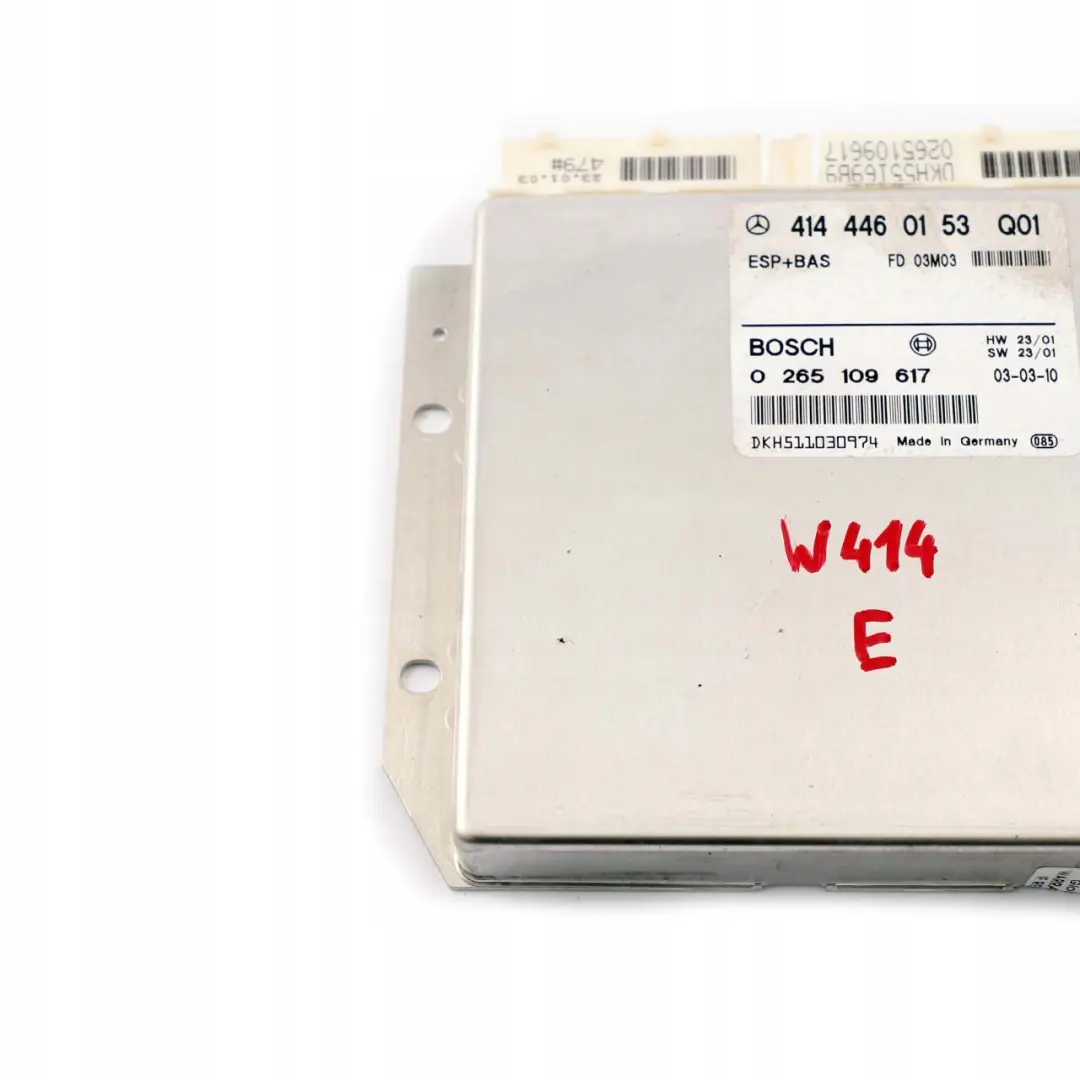 0265109617
479# DKH55I6989
23.01.03
414 446 01 53 Q01
ESP+BAS FD 03M03
BOSCH HW 23/01
SW 23/01
0 265 109 617 03-03-10
DKH511030974 Made in Germany 085
W414
E